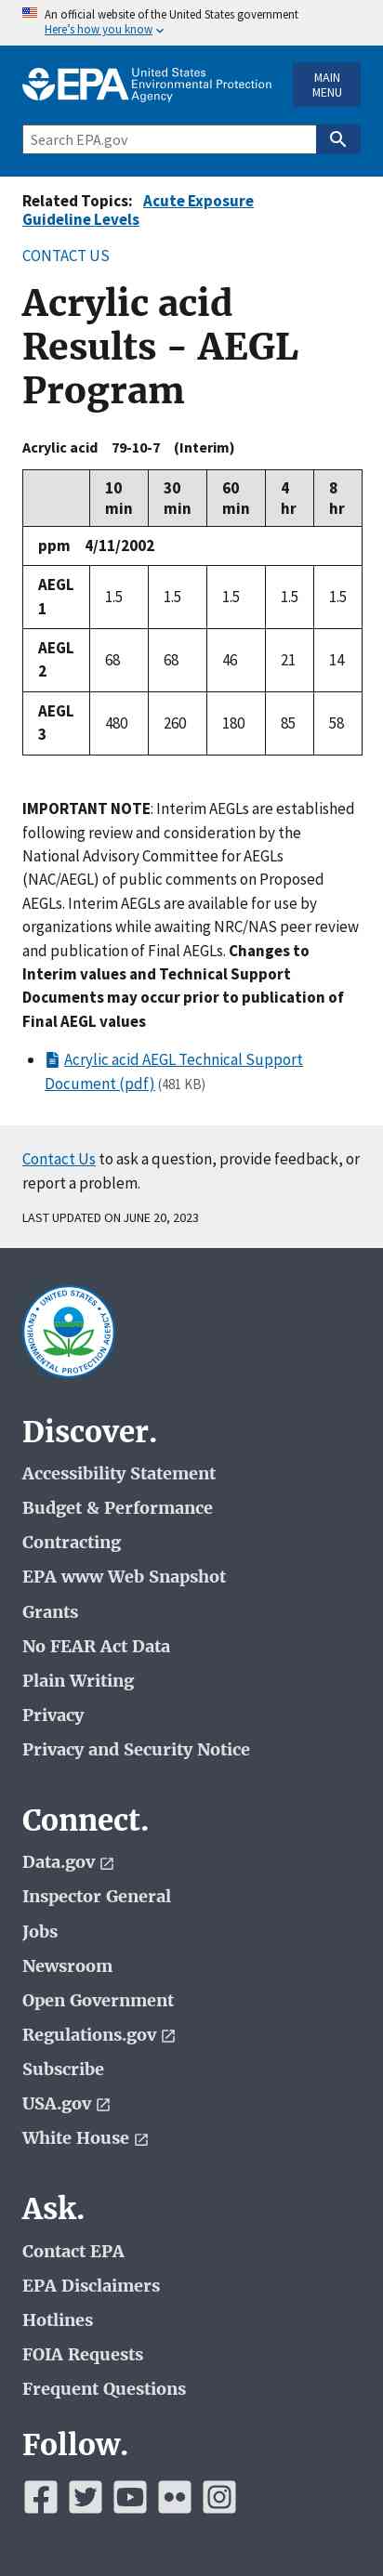 An official website of the United States government
Here's how you know
EPA United States
Environmental Protection
Agency
MAIN
MENU
Search EPA.gov
Related Topics: Acute Exposure
Guideline Levels
CONTACT US
Acrylic acid
Results - AEGL
Program
Acrylic acid 79-10-7 (Interim)
10 min 30 min 60 min 4 hr 8 hr
ppm 4/11/2002
AEGL 1 1.5 1.5 1.5 1.5 1.5
AEGL 2 68 68 46 21 14
AEGL 3 480 260 180 85 58
IMPORTANT NOTE: Interim AEGLs are established
following review and consideration by the
National Advisory Committee for AEGLs
(NAC/AEGL) of public comments on Proposed
AEGLs. Interim AEGLs are available for use by
organizations while awaiting NRC/NAS peer review
and publication of Final AEGLs. Changes to
Interim values and Technical Support
Documents may occur prior to publication of
Final AEGL values
• Acrylic acid AEGL Technical Support
Document (pdf) (481 KB)
Contact Us to ask a question, provide feedback, or
report a problem.
LAST UPDATED ON JUNE 20, 2023
UNITED STATES ENVIRONMENTAL PROTECTION AGENCY
Discover.
Accessibility Statement
Budget & Performance
Contracting
EPA www Web Snapshot
Grants
No FEAR Act Data
Plain Writing
Privacy
Privacy and Security Notice
Connect.
Data.gov
Inspector General
Jobs
Newsroom
Open Government
Regulations.gov
Subscribe
USA.gov
White House
Ask.
Contact EPA
EPA Disclaimers
Hotlines
FOIA Requests
Frequent Questions
Follow.